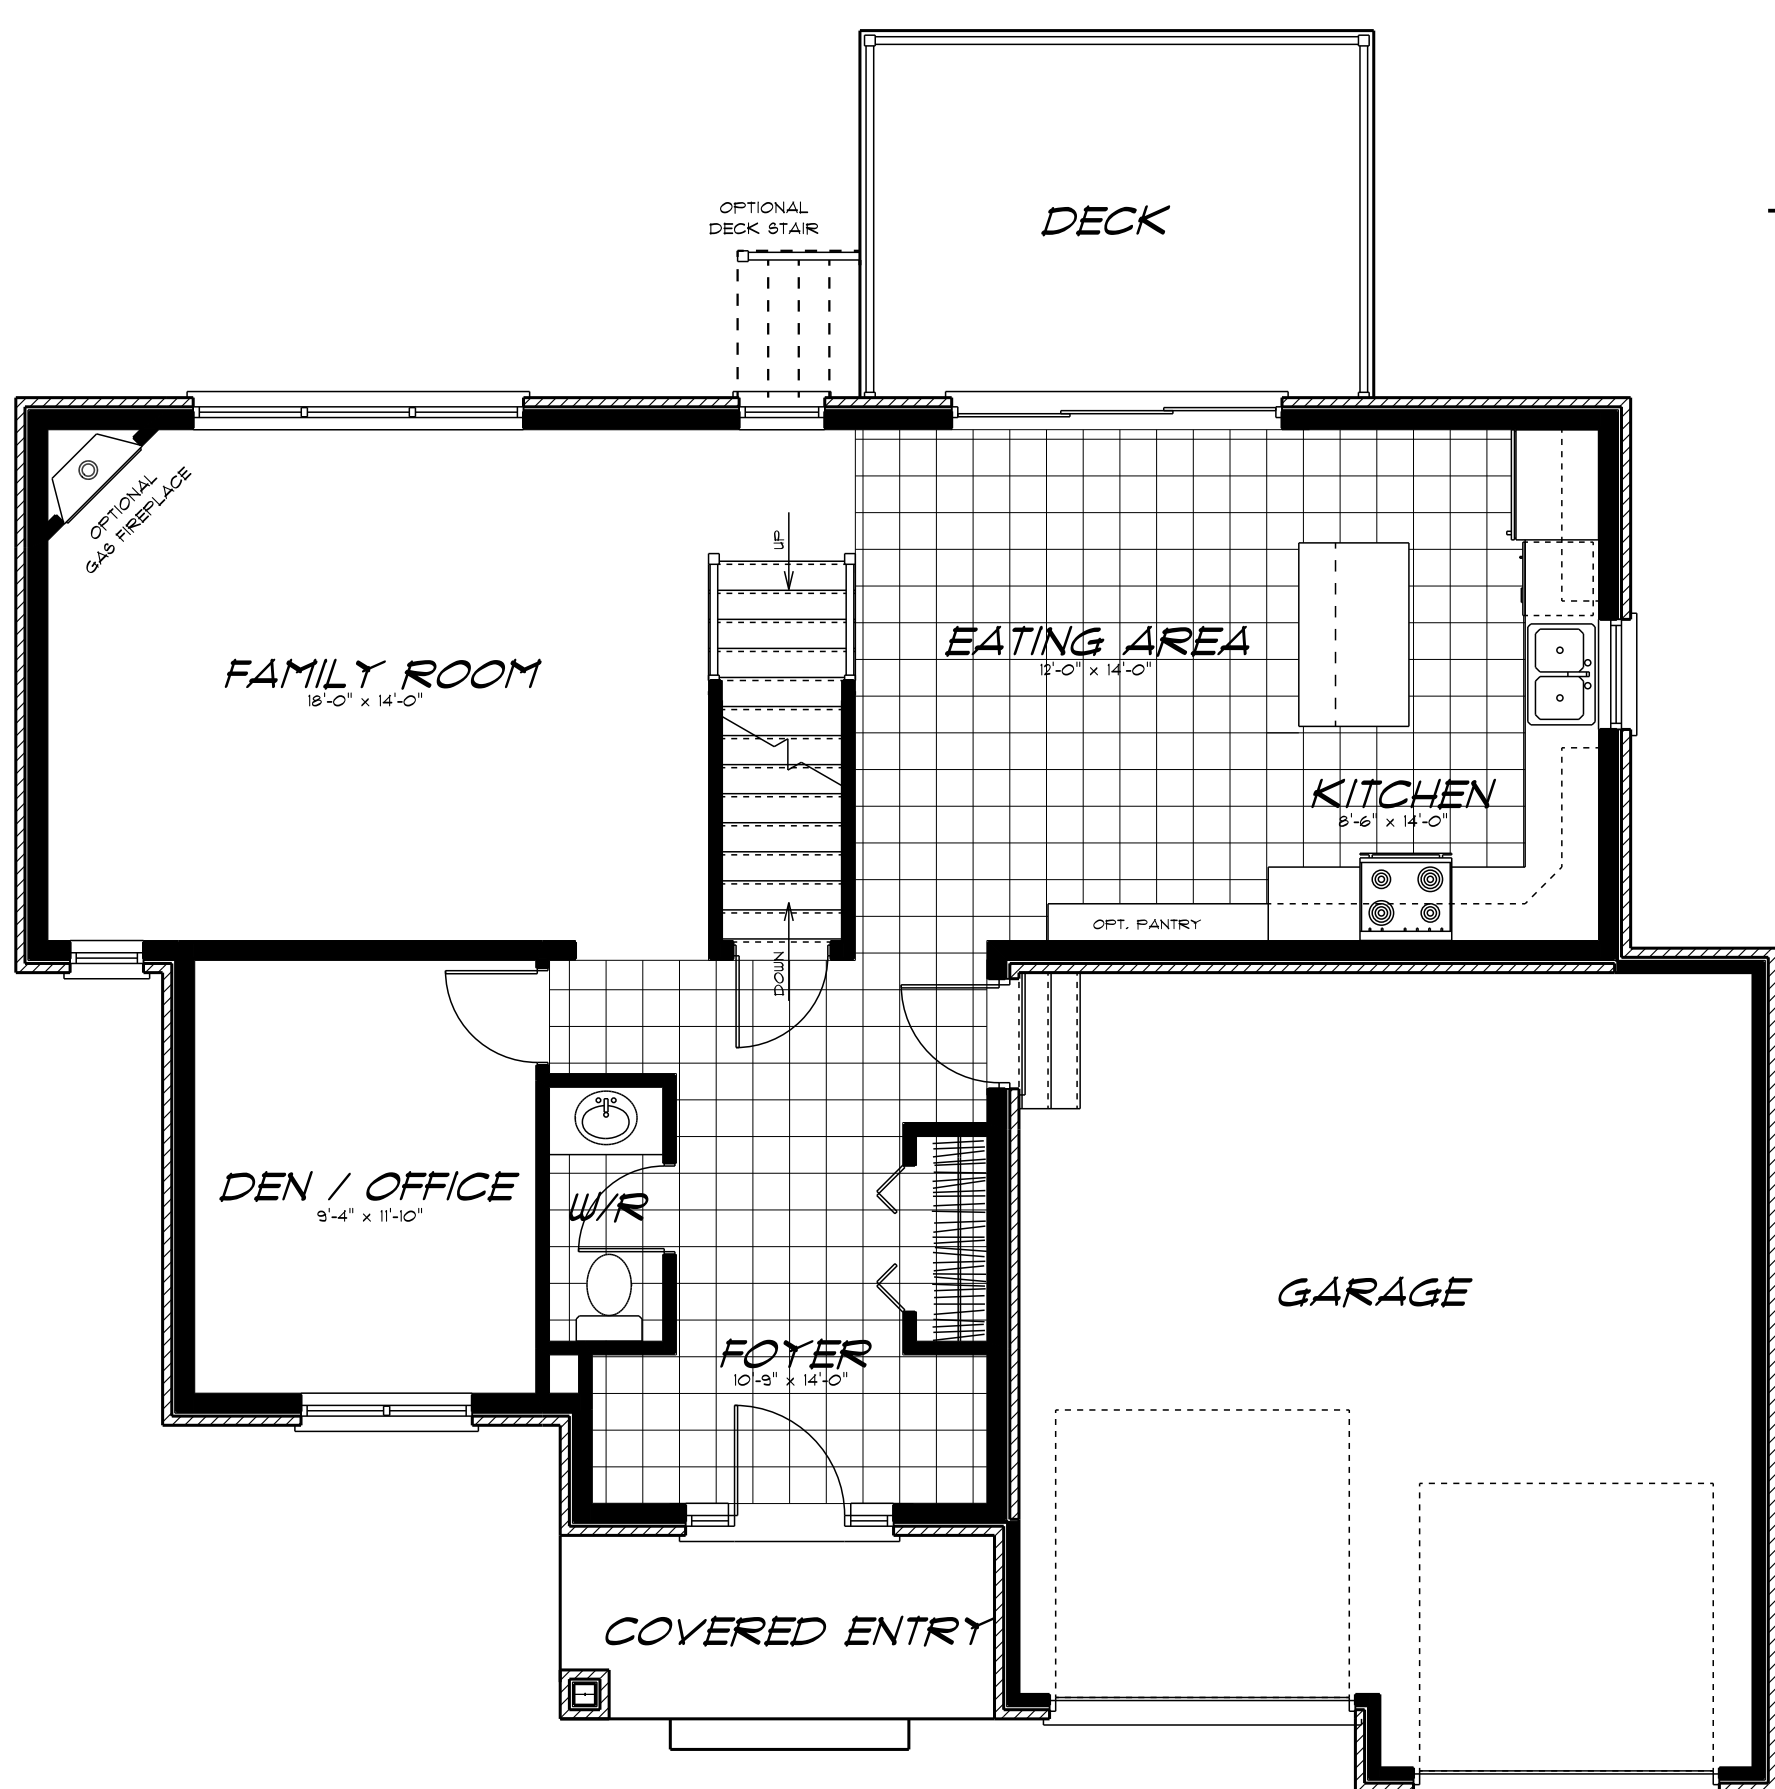 DECK
OPTIONAL
DECK STAIR
OPTIONAL
GAS FIREPLACE
UP
FAMILY ROOM
18'-0" x 14'-0"
EATING AREA
12'-0" x 14'-0"
KITCHEN
8'-6" x 14'-0"
OPT. PANTRY
DOWN
DEN / OFFICE
9'-4" x 11'-10"
W/R
GARAGE
FOYER
10'-9" x 14'-0"
COVERED ENTRY